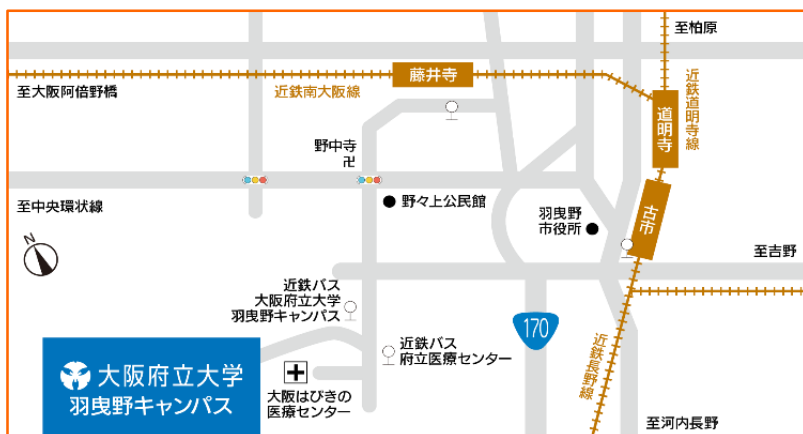 至柏原
藤井寺
至大阪阿倍野橋
近鉄南大阪線
近鉄道明寺線
道明寺
野中寺
卍
至中央環状線
野々上公民館
羽曳野
市役所
古市
N
至吉野
近鉄バス
大阪府立大学
羽曳野キャンパス
170
近鉄バス
府立医療センター
近鉄長野線
大阪府立大学
羽曳野キャンパス
大阪はびきの
医療センター
至河内長野